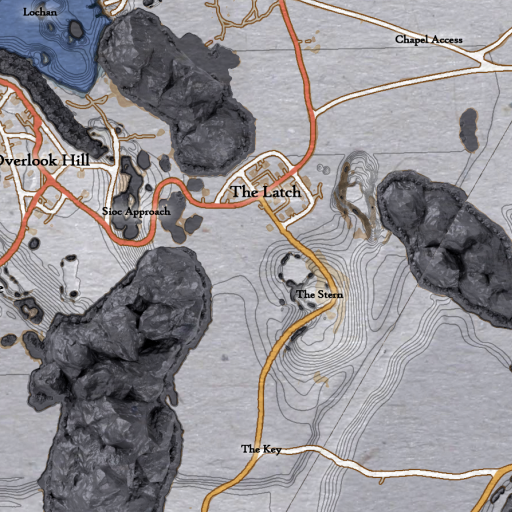 Lochan
Chapel Access
Overlook Hill
The Latch
Sioc Approach
The Stern
The Key